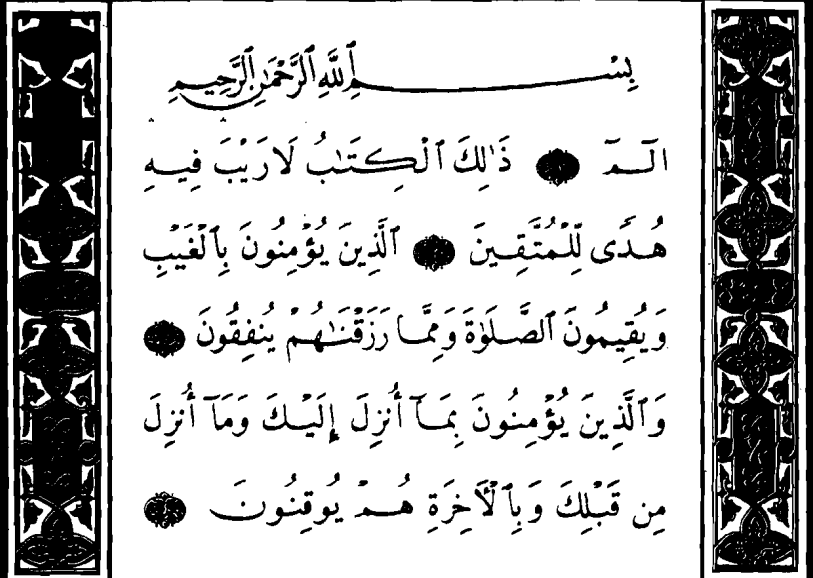 بِسْمِ ٱللَّهِ ٱلرَّحْمَٰنِ ٱلرَّحِيمِ
الٓـمٓ ۝ ذَٰلِكَ ٱلْكِتَٰبُ لَا رَيْبَ فِيهِ
هُدًى لِّلْمُتَّقِينَ ۝ ٱلَّذِينَ يُؤْمِنُونَ بِٱلْغَيْبِ
وَيُقِيمُونَ ٱلصَّلَوٰةَ وَمِمَّا رَزَقْنَٰهُمْ يُنفِقُونَ ۝
وَٱلَّذِينَ يُؤْمِنُونَ بِمَآ أُنزِلَ إِلَيْكَ وَمَآ أُنزِلَ
مِن قَبْلِكَ وَبِٱلْأَخِرَةِ هُمْ يُوقِنُونَ ۝